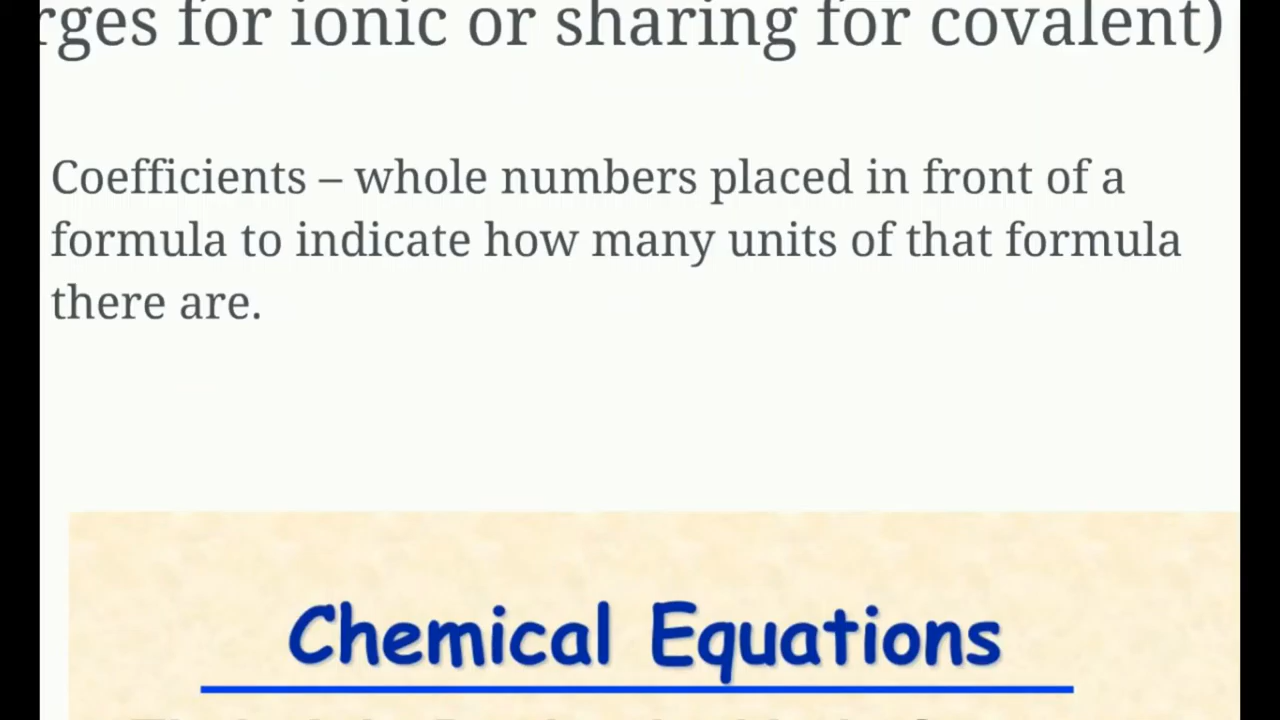 for ionic or sharing for covalent)
Coefficients – whole numbers placed in front of a
formula to indicate how many units of that formula
there are.
Chemical Equations